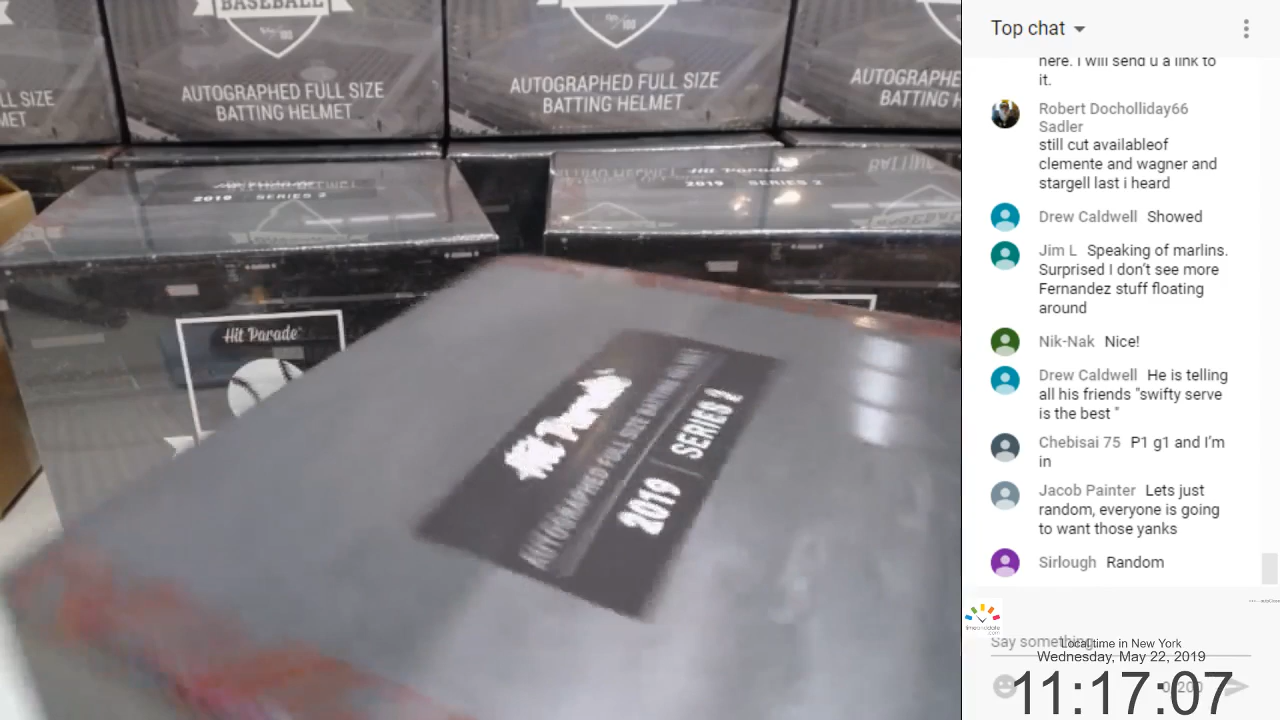 BASEBALL
AUTOGRAPHED FULL SIZE
BATTING HELMET
AUTOGRAPHED FULL SIZE
BATTING HELMET
LL SIZE
MET
AUTOGRAPHE
BATTING H
2019 SERIES 2
Hit Parade
2019 SERIES 2
Hit Parade
Hit Parade
AUTOGRAPHED FULL SIZE BATTING HELMET
2019 | SERIES 2
Top chat
here. I will send u a link to
it.
Robert Docholliday66
Sadler
still cut availableof
clemente and wagner and
stargell last i heard
Drew Caldwell Showed
Jim L Speaking of marlins.
Surprised I don't see more
Fernandez stuff floating
around
Nik-Nak Nice!
Drew Caldwell He is telling
all his friends "swifty serve
is the best "
Chebisai 75 P1 g1 and I'm
in
Jacob Painter Lets just
random, everyone is going
to want those yanks
Sirlough Random
Say something...
Local time in New York
Wednesday, May 22, 2019
11:17:07
0/200